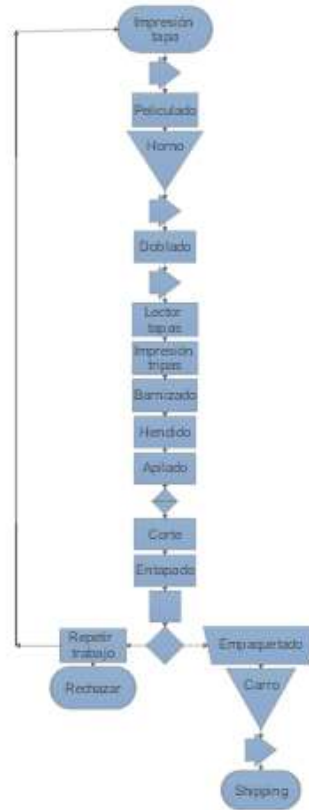 Impresión
tapa
Peliculado
Horno
Doblado
Lector
tapas
Impresión
tripas
Barnizado
Hendido
Apilado
Corte
Entapado
Repetir
trabajo
Empaquetado
Rechazar
Carro
Shipping